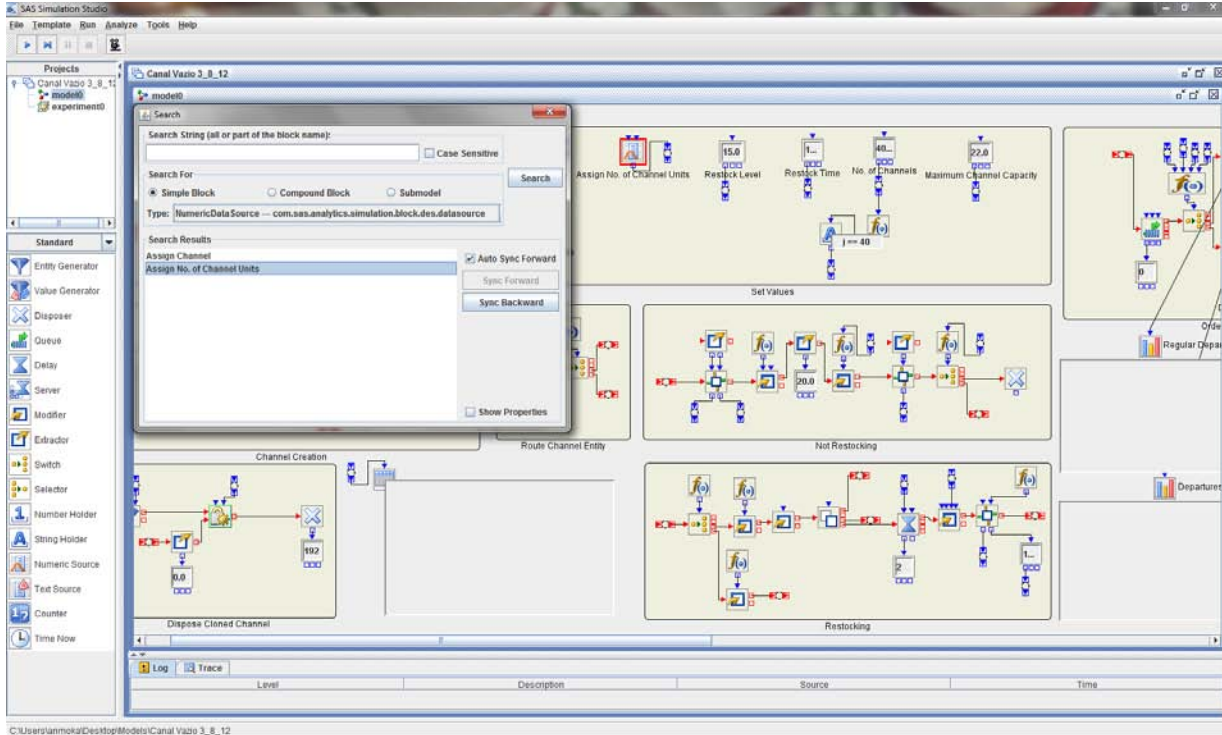 SAS Simulation Studio
File Template Run Analyze Tools Help
Projects
Canal Vazio 3_8_12
model0
experiment0
Canal Vazio 3_8_12
model0
Search
Search String (all or part of the block name):
Case Sensitive
Search For
Simple Block Compound Block Submodel
Search
Type: NumericDataSource --- com.sas.analytics.simulation.block.des.datasource
Search Results
Assign Channel
Assign No. of Channel Units
Auto Sync Forward
Sync Forward
Sync Backward
Show Properties
Standard
Entity Generator
Value Generator
Disposer
Queue
Delay
Server
Modifier
Extractor
Switch
Selector
Number Holder
String Holder
Numeric Source
Text Source
Counter
Time Now
15.0 1... 40... 22.0
Assign No. of Channel Units Restock Level Restock Time No. of Channels Maximum Channel Capacity
j == 40
Set Values
0
Regular Depar
20.0
Channel Creation
Route Channel Entity
Not Restocking
Departures
192
0.0
2
1...
Dispose Cloned Channel
Restocking
Log Trace
Level Description Source Time
C:\Users\anmoka\Desktop\Models\Canal Vazio 3_8_12